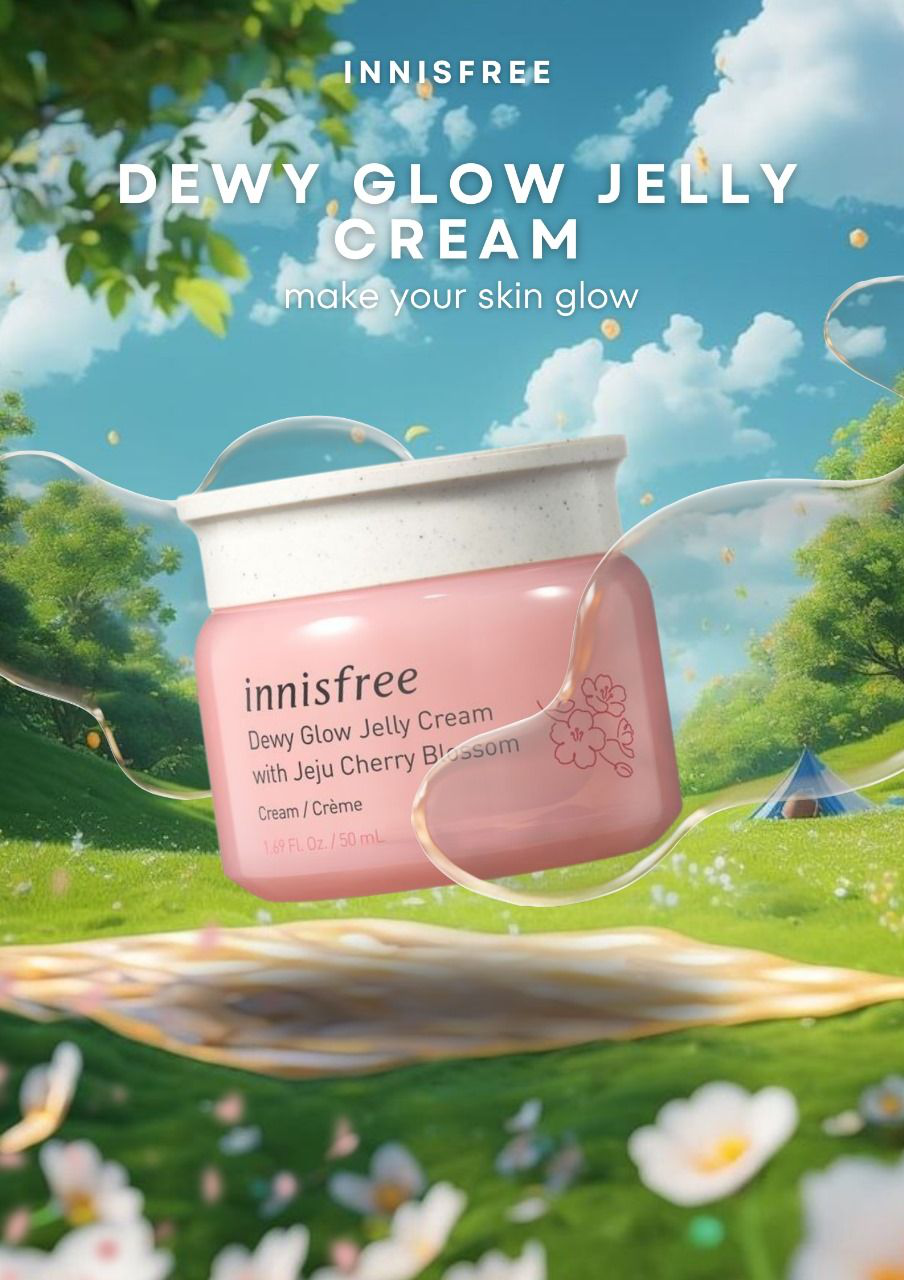 INNISFREE
DEWY GLOW JELLY
CREAM
make your skin glow
innisfree
Dewy Glow Jelly Cream
with Jeju Cherry Blossom
Cream / Crème
1.69 Fl. Oz. / 50 mL